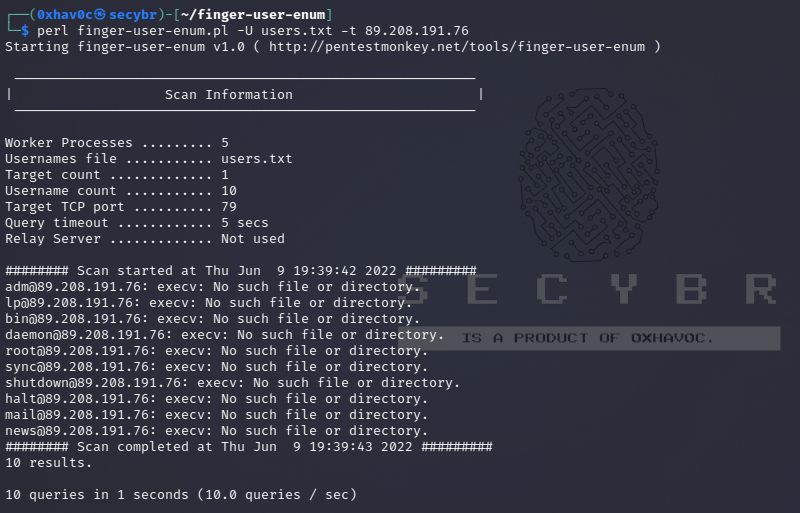 ┌──(0xhav0c㉿secybr)-[~/finger-user-enum]
└─$ perl finger-user-enum.pl -U users.txt -t 89.208.191.76
Starting finger-user-enum v1.0 ( http://pentestmonkey.net/tools/finger-user-enum )
 ----------------------------------------------------------
|                   Scan Information                       |
 ----------------------------------------------------------
Worker Processes ......... 5
Usernames file ........... users.txt
Target count ............. 1
Username count ........... 10
Target TCP port .......... 79
Query timeout ............ 5 secs
Relay Server ............. Not used
######## Scan started at Thu Jun  9 19:39:42 2022 #########
adm@89.208.191.76: execv: No such file or directory.
lp@89.208.191.76: execv: No such file or directory.
bin@89.208.191.76: execv: No such file or directory.
daemon@89.208.191.76: execv: No such file or directory.
root@89.208.191.76: execv: No such file or directory.
sync@89.208.191.76: execv: No such file or directory.
shutdown@89.208.191.76: execv: No such file or directory.
halt@89.208.191.76: execv: No such file or directory.
mail@89.208.191.76: execv: No such file or directory.
news@89.208.191.76: execv: No such file or directory.
######## Scan completed at Thu Jun  9 19:39:43 2022 #########
10 results.
10 queries in 1 seconds (10.0 queries / sec)
SECYBR
IS A PRODUCT OF 0XHAV0C.